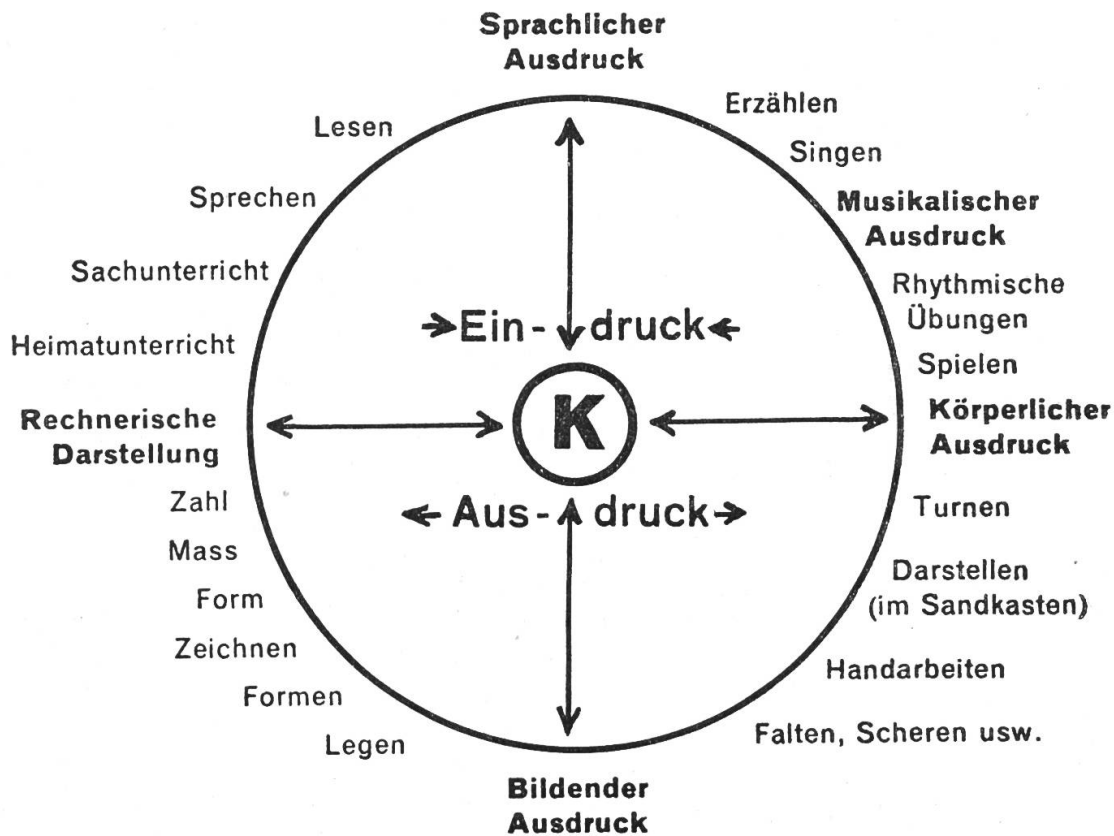 Sprachlicher
Ausdruck
Erzählen
Singen
Musikalischer
Ausdruck
Rhythmische
Übungen
Spielen
Körperlicher
Ausdruck
Turnen
Darstellen
(im Sandkasten)
Handarbeiten
Falten, Scheren usw.
Bildender
Ausdruck
Legen
Formen
Zeichnen
Form
Mass
Zahl
Rechnerische
Darstellung
Heimatunterricht
Sachunterricht
Sprechen
Lesen
Ein-druck
K
Aus-druck